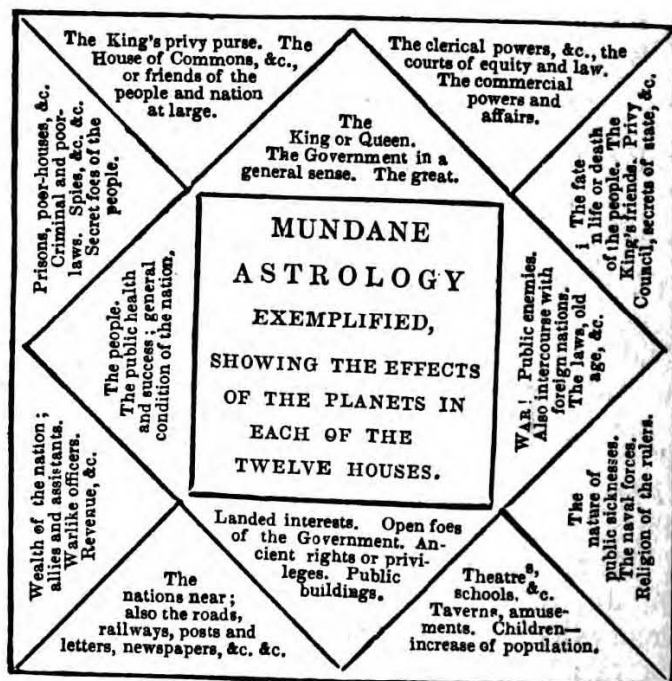 The King's privy purse. The
House of Commons, &c.,
or friends of the
people and nation
at large.
The clerical powers, &c., the
courts of equity and law.
The commercial
powers and
affairs.
The
King or Queen.
The Government in a
general sense. The great.
Prisons, poor-houses, &c.
Criminal and poor-
laws. Spies, &c. &c.
Secret foes of the
people.
i The fate
n life or death
of the people. The
King's friends. Privy
Council, secrets of state, &c.
The people.
The public health
and success; general
condition of the nation.
MUNDANE
ASTROLOGY
EXEMPLIFIED,
SHOWING THE EFFECTS
OF THE PLANETS IN
EACH OF THE
TWELVE HOUSES.
WAR! Public enemies.
Also intercourse with
foreign nations.
The laws, old
age, &c.
Wealth of the nation;
allies and assistants.
Warlike officers.
Revenue, &c.
The
nature of
public sicknesses.
The naval forces.
Religion of the rulers.
Landed interests. Open foes
of the Government. An-
cient rights or privi-
leges. Public
buildings.
The
nations near;
also the roads,
railways, posts and
letters, newspapers, &c. &c.
Theatres,
schools, &c.
Taverns, amuse-
ments. Children—
increase of population.